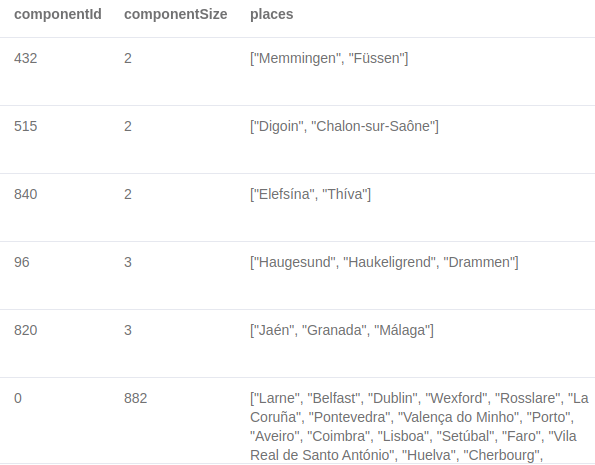 componentId componentSize places
432 2 ["Memmingen", "Füssen"]
515 2 ["Digoin", "Chalon-sur-Saône"]
840 2 ["Elefsína", "Thíva"]
96 3 ["Haugesund", "Haukeligrend", "Drammen"]
820 3 ["Jaén", "Granada", "Málaga"]
0 882 ["Larne", "Belfast", "Dublin", "Wexford", "Rosslare", "La
Coruña", "Pontevedra", "Valença do Minho", "Porto",
"Aveiro", "Coimbra", "Lisboa", "Setúbal", "Faro", "Vila
Real de Santo António", "Huelva", "Cherbourg",